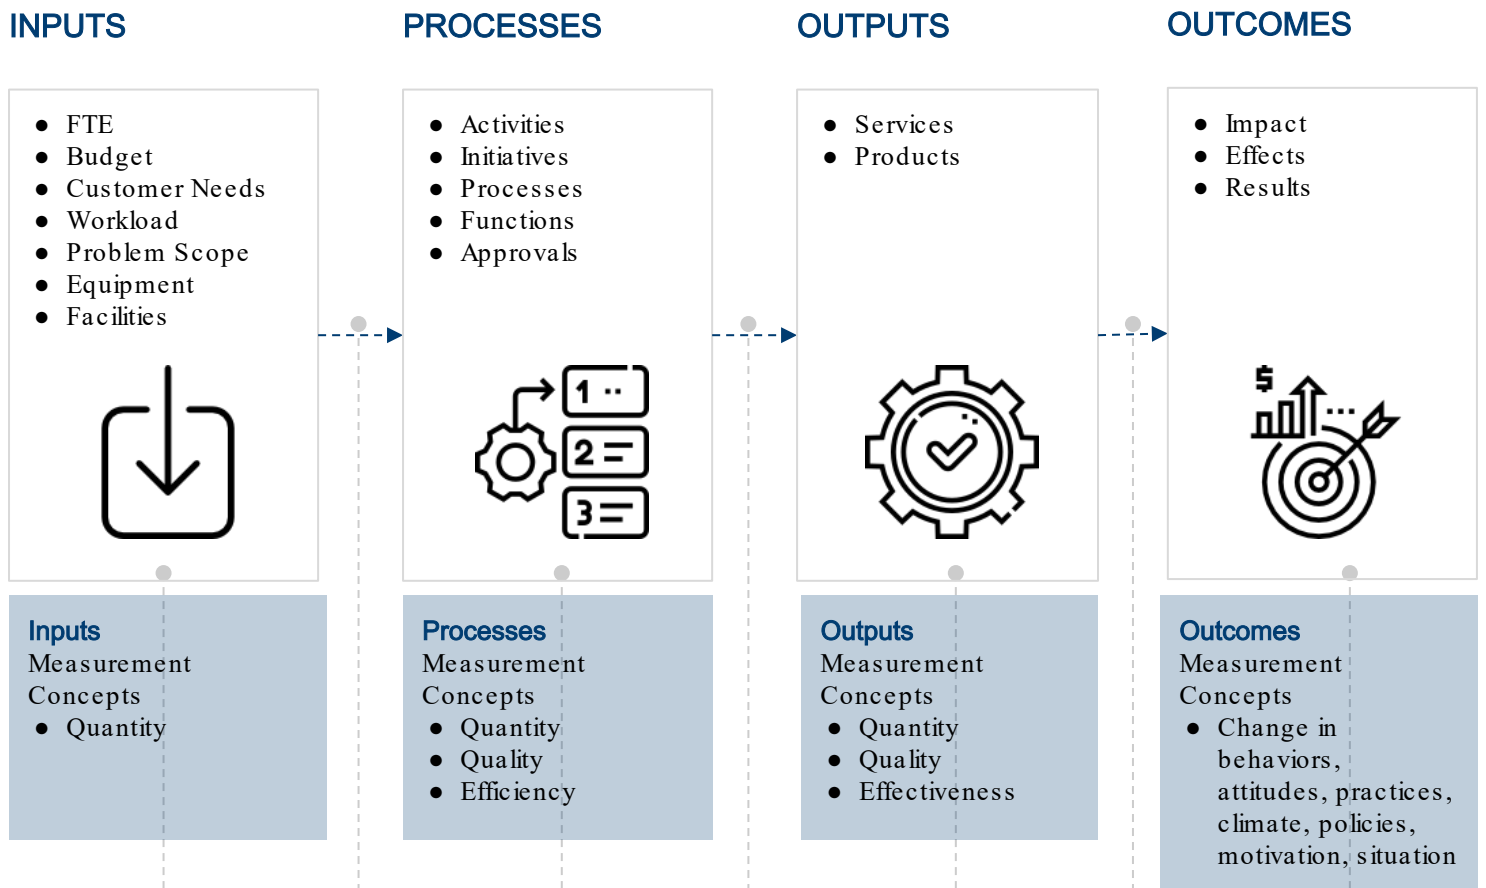 INPUTS
● FTE
● Budget
● Customer Needs
● Workload
● Problem Scope
● Equipment
● Facilities
Inputs
Measurement
Concepts
● Quantity
PROCESSES
● Activities
● Initiatives
● Processes
● Functions
● Approvals
1
2
3
Processes
Measurement
Concepts
● Quantity
● Quality
● Efficiency
OUTPUTS
● Services
● Products
Outputs
Measurement
Concepts
● Quantity
● Quality
● Effectiveness
OUTCOMES
● Impact
● Effects
● Results
$
Outcomes
Measurement
Concepts
● Change in
behaviors,
attitudes, practices,
climate, policies,
motivation, situation